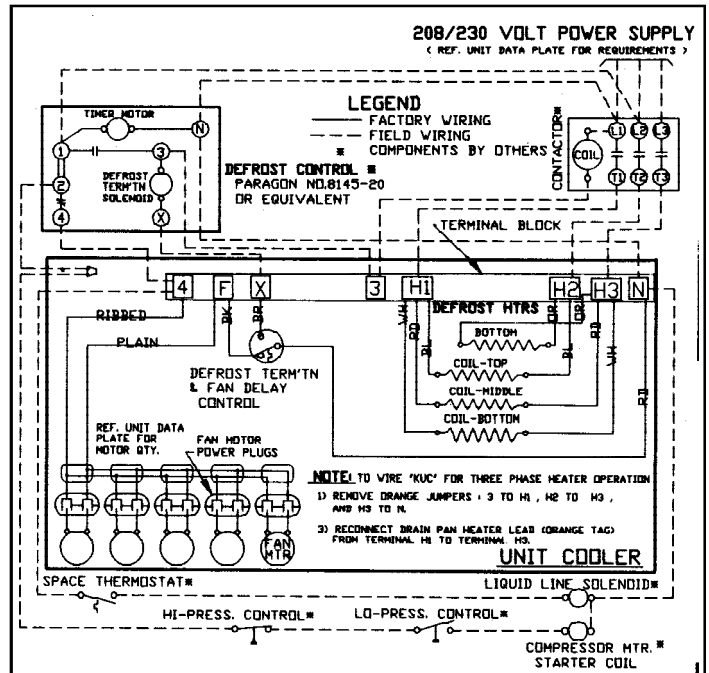 208/230 VOLT POWER SUPPLY
( REF. UNIT DATA PLATE FOR REQUIREMENTS )
LEGEND
FACTORY WIRING
FIELD WIRING
* COMPONENTS BY OTHERS
TIMER MOTOR
N
1
3
2
4
X
DEFROST
TERM'TN
SOLENOID
DEFROST CONTROL *
PARAGON NO.8145-20
OR EQUIVALENT
CONTACTOR*
COIL
L1 L2 L3
T1 T2 T3
TERMINAL BLOCK
4 F X 3 H1 H2 H3 N
RIBBED
PLAIN
BK
BR
WH
RD
BL
DEFROST HTRS
OR
OR
BL
RD
WH
RD
BOTTOM
COIL-TOP
COIL-MIDDLE
COIL-BOTTOM
DEFROST TERM'TN
& FAN DELAY
CONTROL
REF. UNIT DATA
PLATE FOR
MOTOR QTY.
FAN MOTOR
POWER PLUGS
FAN
MTR
NOTE: TO WIRE "KUC" FOR THREE PHASE HEATER OPERATION
1) REMOVE ORANGE JUMPERS : 3 TO H1 , H2 TO H3 ,
AND H3 TO N.
3) RECONNECT DRAIN PAN HEATER LEAD (ORANGE TAG)
FROM TERMINAL H1 TO TERMINAL H3.
UNIT COOLER
SPACE THERMOSTAT*
LIQUID LINE SOLENOID*
HI-PRESS. CONTROL*
LO-PRESS. CONTROL*
COMPRESSOR MTR. *
STARTER COIL